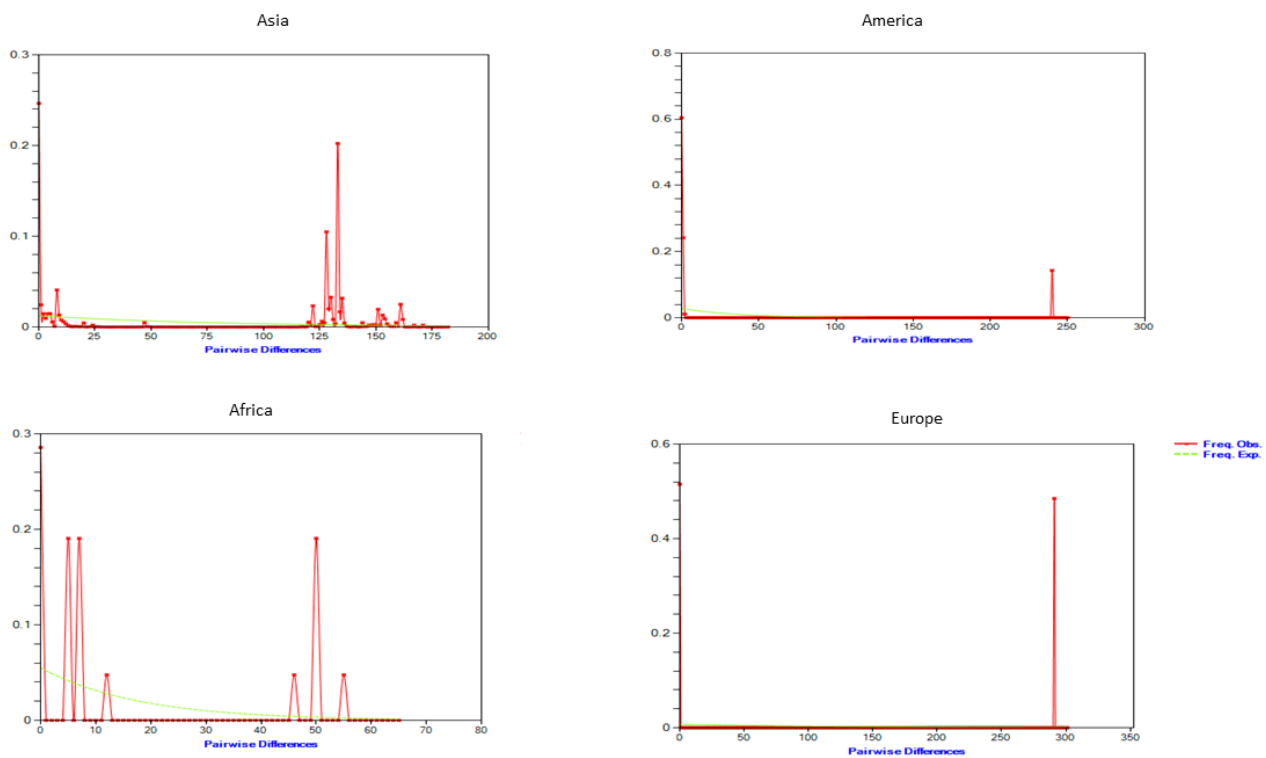 Asia
0.3
0.2
0.1
0
0 25 50 75 100 125 150 175 200
Pairwise Differences
America
0.8
0.6
0.4
0.2
0
0 50 100 150 200 250 300
Pairwise Differences
Africa
0.3
0.2
0.1
0
0 10 20 30 40 50 60 70 80
Pairwise Differences
Europe
0.6
0.4
0.2
0
0 50 100 150 200 250 300 350
Pairwise Differences
Freq. Obs.
Freq. Exp.